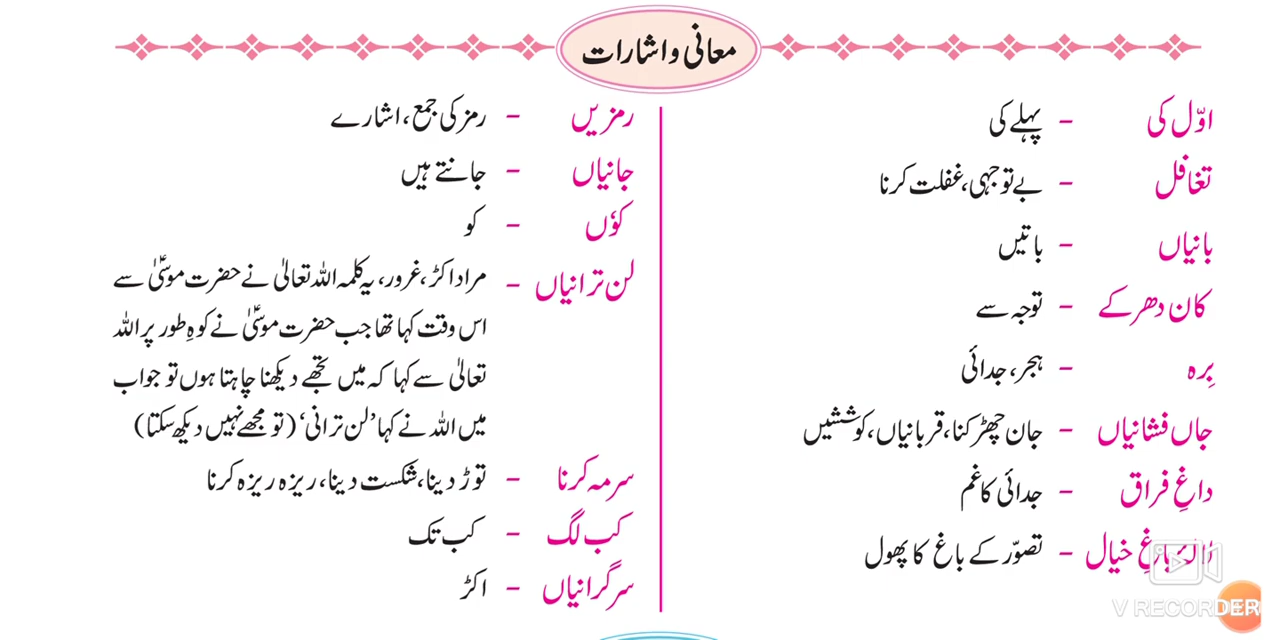 معانی و اشارات
اوّل کی - پہلے کی
تغافل - بے توجہی، غفلت کرنا
بانیاں - باتیں
کان دھر کے - توجہ سے
بِرہ - ہجر، جدائی
جاں فشانیاں - جان چھڑکنا، قربانیاں، کوششیں
داغِ فراق - جدائی کا غم
باغِ خیال - تصوّر کے باغ کا پھول
رمزیں - رمز کی جمع، اشارے
جانیاں - جانتے ہیں
کوٗں - کو
لن ترانیاں - مراد اکڑ، غرور، یہ کلمہ اللہ تعالیٰ نے حضرت موسیٰؑ سے
اس وقت کہا تھا جب حضرت موسیٰؑ نے کوہِ طور پر اللہ
تعالیٰ سے کہا کہ میں تجھے دیکھنا چاہتا ہوں تو جواب
میں اللہ نے کہا ’لن ترانی‘ (تو مجھے نہیں دیکھ سکتا)
سرمہ کرنا - توڑ دینا، شکست دینا، ریزہ ریزہ کرنا
کب لگ - کب تک
سرگرانیاں - اکڑ
V RECORDER